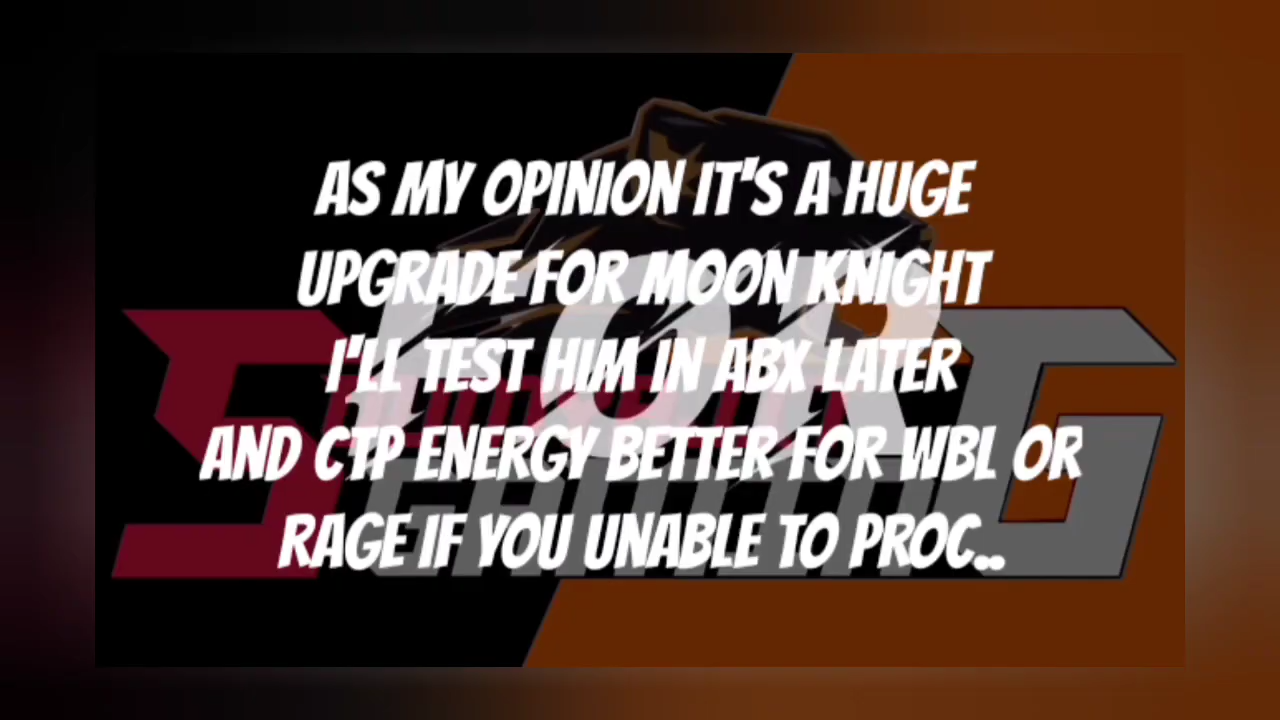 AS MY OPINION IT'S A HUGE
UPGRADE FOR MOON KNIGHT
I'LL TEST HIM IN ABX LATER
AND CTP ENERGY BETTER FOR WBL OR
RAGE IF YOU UNABLE TO PROC..
GAMING